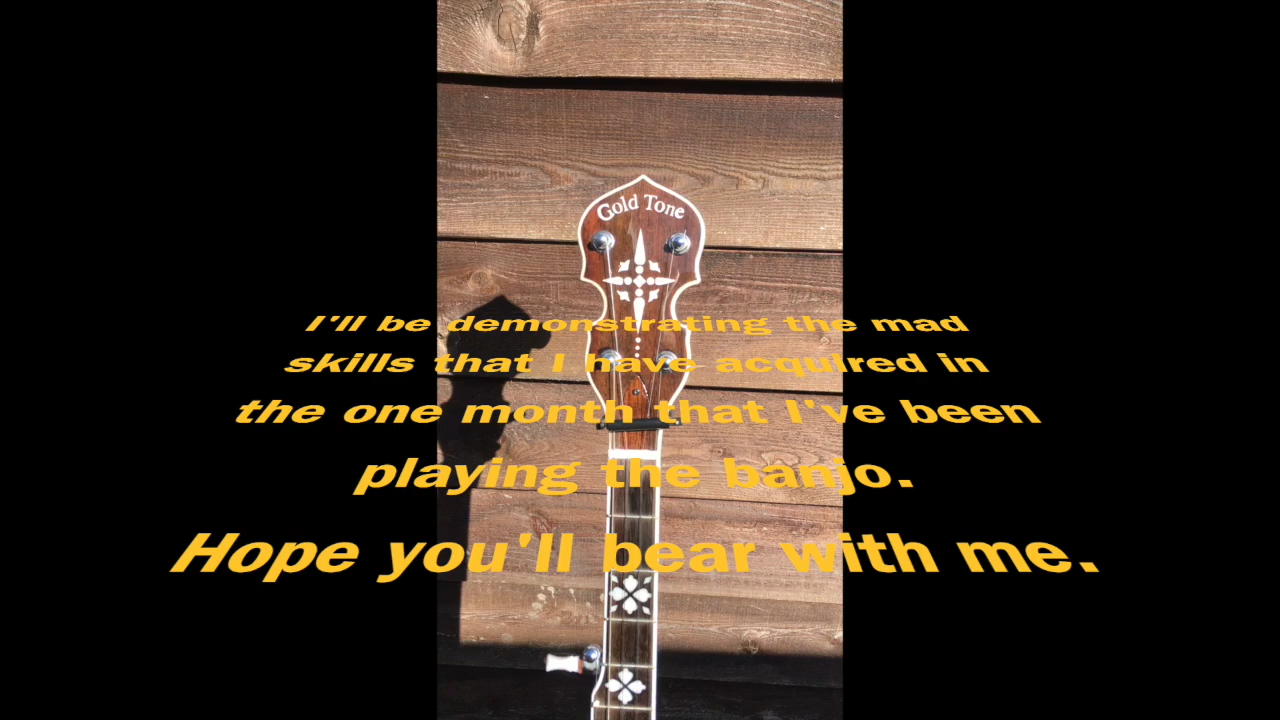 Gold Tone
I'll be demonstrating the mad
skills that I have acquired in
the one month that I've been
playing the banjo.
Hope you'll bear with me.